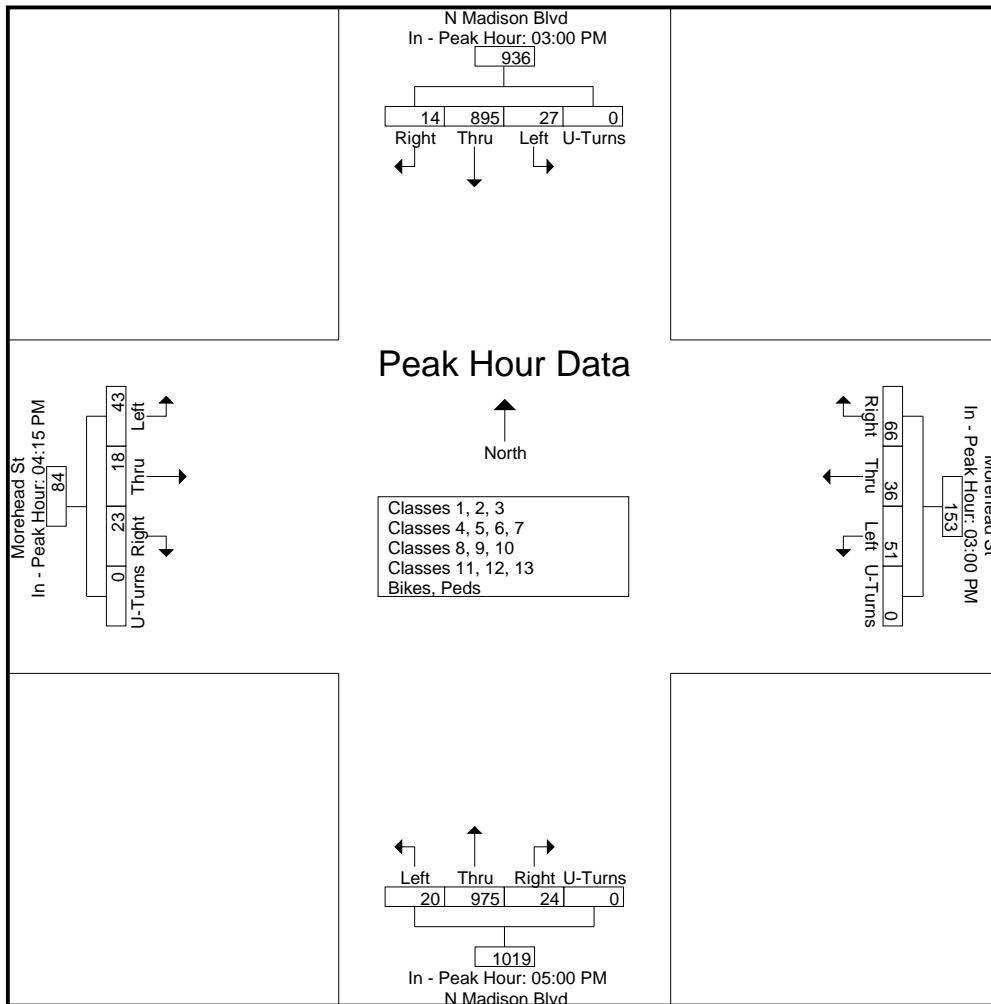 N Madison Blvd
In - Peak Hour: 03:00 PM
936
14 895 27 0
Right Thru Left U-Turns
Peak Hour Data
North
Classes 1, 2, 3
Classes 4, 5, 6, 7
Classes 8, 9, 10
Classes 11, 12, 13
Bikes, Peds
Morehead St
In - Peak Hour: 04:15 PM
84
43 18 23 0
Left Thru Right U-Turns
Morehead St
In - Peak Hour: 03:00 PM
153
66 36 51 0
Right Thru Left U-Turns
Left Thru Right U-Turns
20 975 24 0
1019
In - Peak Hour: 05:00 PM
N Madison Blvd